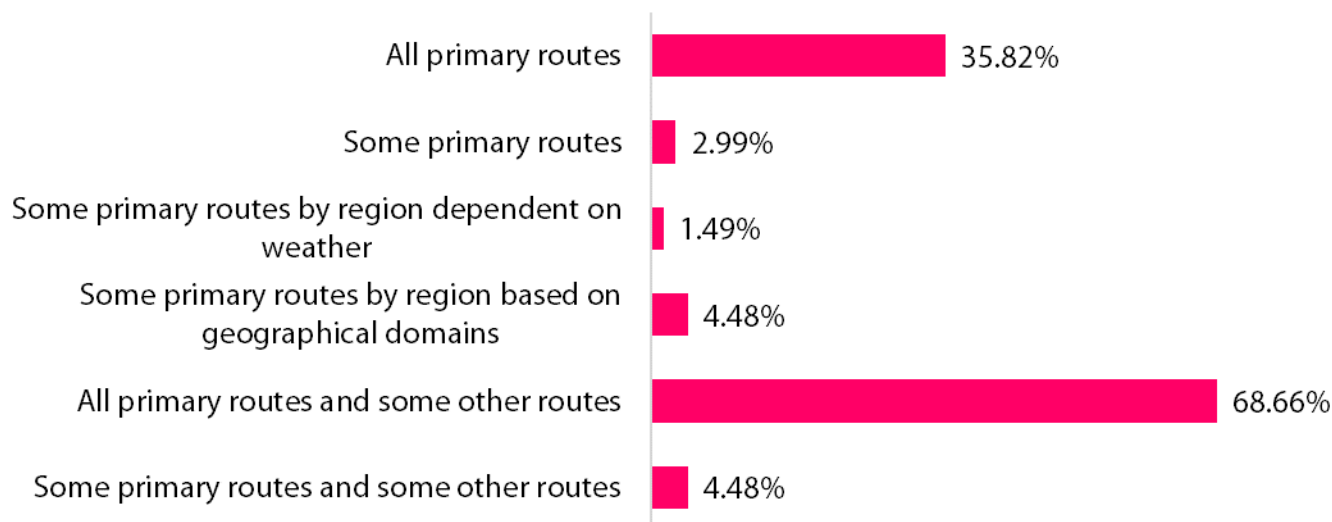 All primary routes
35.82%
Some primary routes
2.99%
Some primary routes by region dependent on
weather
1.49%
Some primary routes by region based on
geographical domains
4.48%
All primary routes and some other routes
68.66%
Some primary routes and some other routes
4.48%